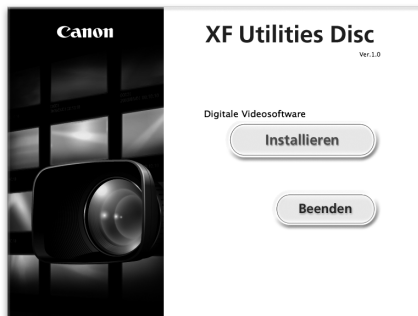 Canon
XF Utilities Disc
Ver.1.0
Digitale Videosoftware
Installieren
Beenden